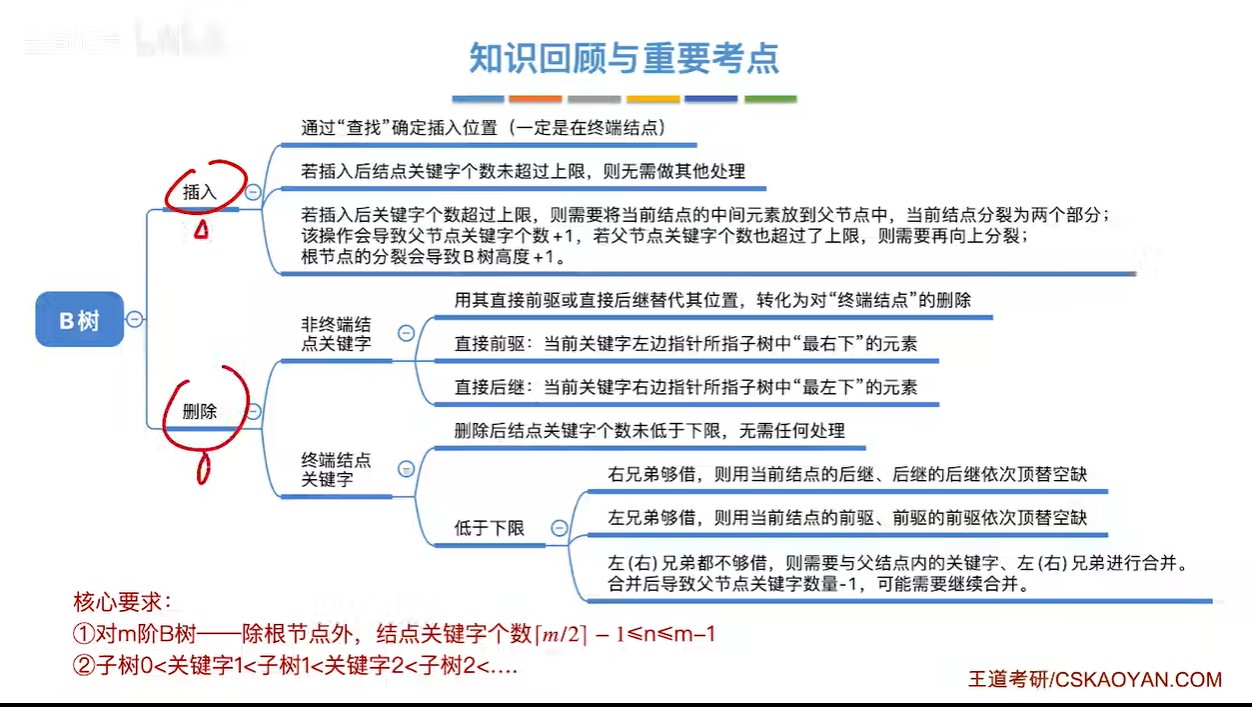 知识回顾与重要考点
通过“查找”确定插入位置（一定是在终端结点）
若插入后结点关键字个数未超过上限，则无需做其他处理
插入
若插入后关键字个数超过上限，则需要将当前结点的中间元素放到父节点中，当前结点分裂为两个部分；
该操作会导致父节点关键字个数+1，若父节点关键字个数也超过了上限，则需要再向上分裂；
根节点的分裂会导致B树高度+1。
B树
用其直接前驱或直接后继替代其位置，转化为对“终端结点”的删除
非终端结
点关键字
直接前驱：当前关键字左边指针所指子树中“最右下”的元素
直接后继：当前关键字右边指针所指子树中“最左下”的元素
删除
删除后结点关键字个数未低于下限，无需任何处理
终端结点
关键字
右兄弟够借，则用当前结点的后继、后继的后继依次顶替空缺
低于下限
左兄弟够借，则用当前结点的前驱、前驱的前驱依次顶替空缺
左(右)兄弟都不够借，则需要与父结点内的关键字、左(右)兄弟进行合并。
合并后导致父节点关键字数量-1，可能需要继续合并。
核心要求：
①对m阶B树——除根节点外，结点关键字个数⌈m/2⌉ − 1≤n≤m−1
②子树0<关键字1<子树1<关键字2<子树2<….
王道考研/CSKAOYAN.COM